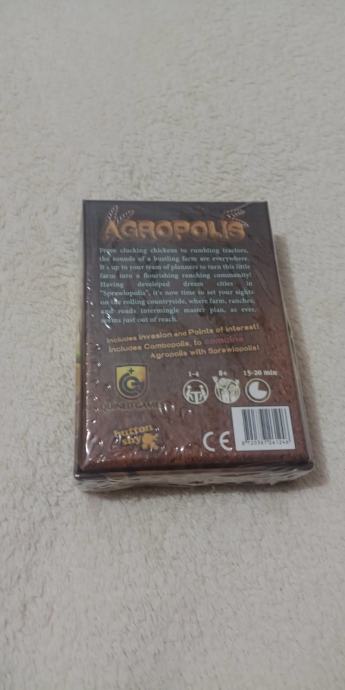 AGROPOLIS
From clucking chickens to rumbling tractors,
the sounds of a bustling farm are everywhere.
It's up to your team of planners to turn this little
farm into a flourishing ranching community!
Having developed dream cities in
"Sprawlopolis", it's now time to set your sights
on the rolling countryside, where farm, ranches,
and roads intermingle master plan, as ever,
seems just out of reach.
Includes Invasion and Points of Interest!
Includes Combopolis, to combine
Agropolis with Sprawlopolis!
1-4 8+ 15-20 min
QUINED GAMES
button
shy
CE